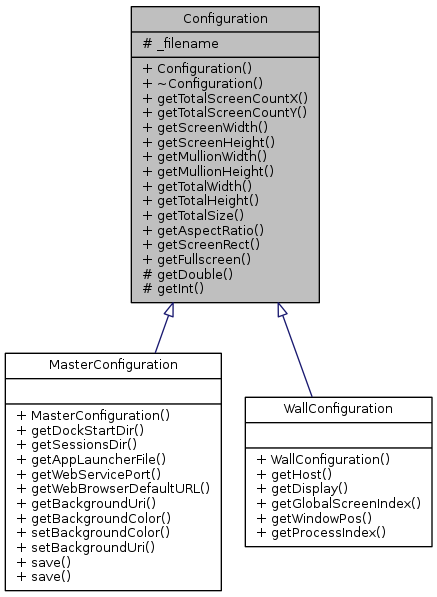 Configuration
# _filename
+ Configuration()
+ ~Configuration()
+ getTotalScreenCountX()
+ getTotalScreenCountY()
+ getScreenWidth()
+ getScreenHeight()
+ getMullionWidth()
+ getMullionHeight()
+ getTotalWidth()
+ getTotalHeight()
+ getTotalSize()
+ getAspectRatio()
+ getScreenRect()
+ getFullscreen()
# getDouble()
# getInt()
MasterConfiguration
+ MasterConfiguration()
+ getDockStartDir()
+ getSessionsDir()
+ getAppLauncherFile()
+ getWebServicePort()
+ getWebBrowserDefaultURL()
+ getBackgroundUri()
+ getBackgroundColor()
+ setBackgroundColor()
+ setBackgroundUri()
+ save()
+ save()
WallConfiguration
+ WallConfiguration()
+ getHost()
+ getDisplay()
+ getGlobalScreenIndex()
+ getWindowPos()
+ getProcessIndex()